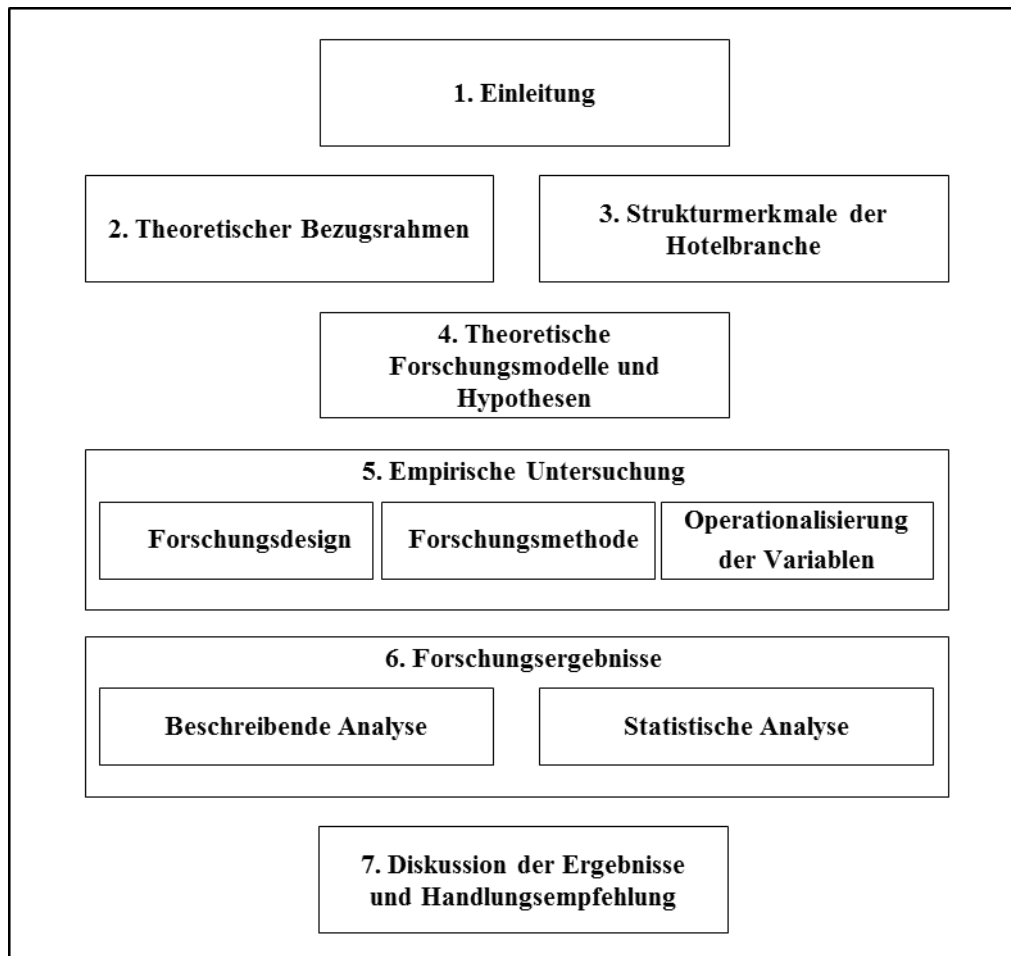 1. Einleitung
2. Theoretischer Bezugsrahmen
3. Strukturmerkmale der
Hotelbranche
4. Theoretische
Forschungsmodelle und
Hypothesen
5. Empirische Untersuchung
Forschungsdesign
Forschungsmethode
Operationalisierung
der Variablen
6. Forschungsergebnisse
Beschreibende Analyse
Statistische Analyse
7. Diskussion der Ergebnisse
und Handlungsempfehlung